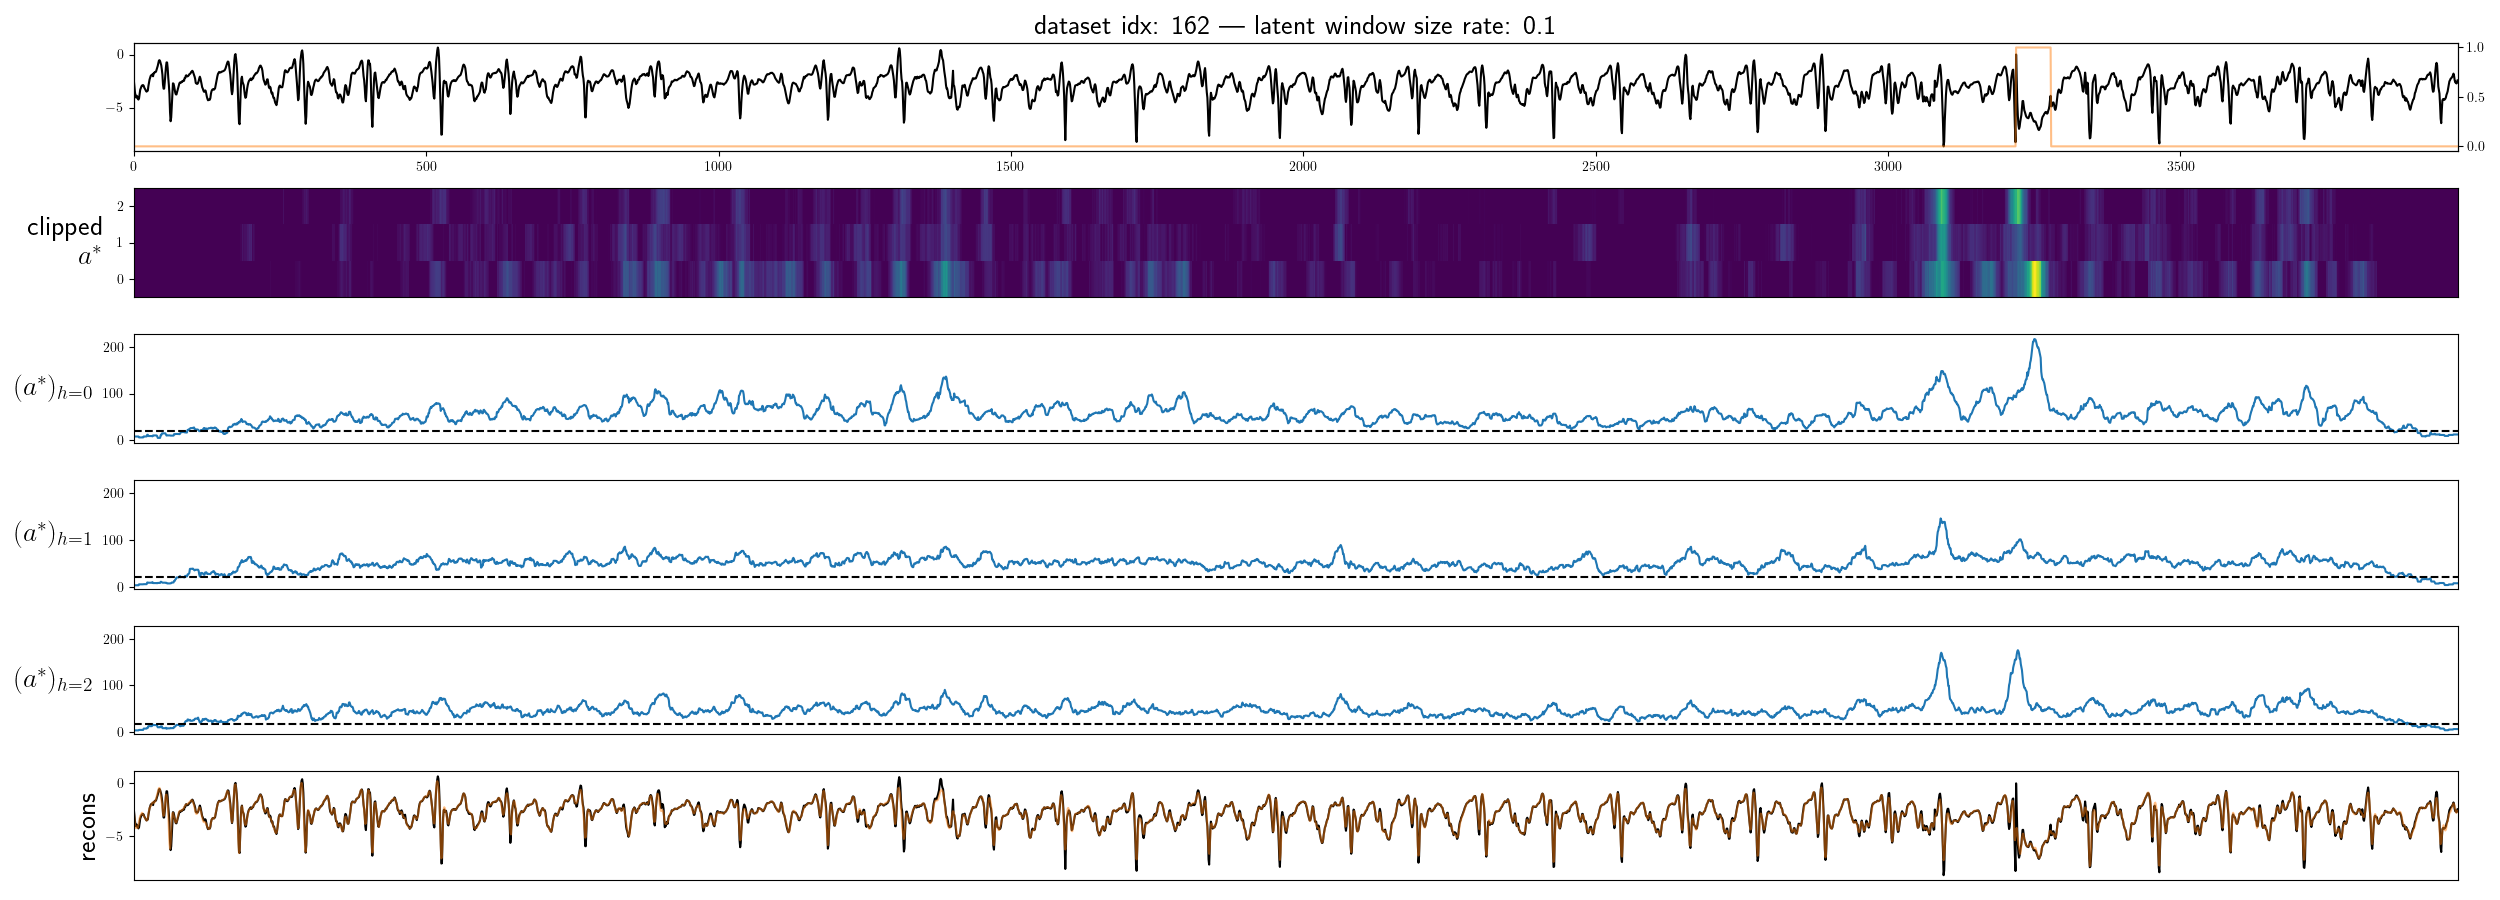 dataset idx: 162 — latent window size rate: 0.1
0
−5
1.0
0.5
0.0
0 500 1000 1500 2000 2500 3000 3500
clipped
a*
2
1
0
(a*)h=0
200
100
0
(a*)h=1
200
100
0
(a*)h=2
200
100
0
recons
0
−5